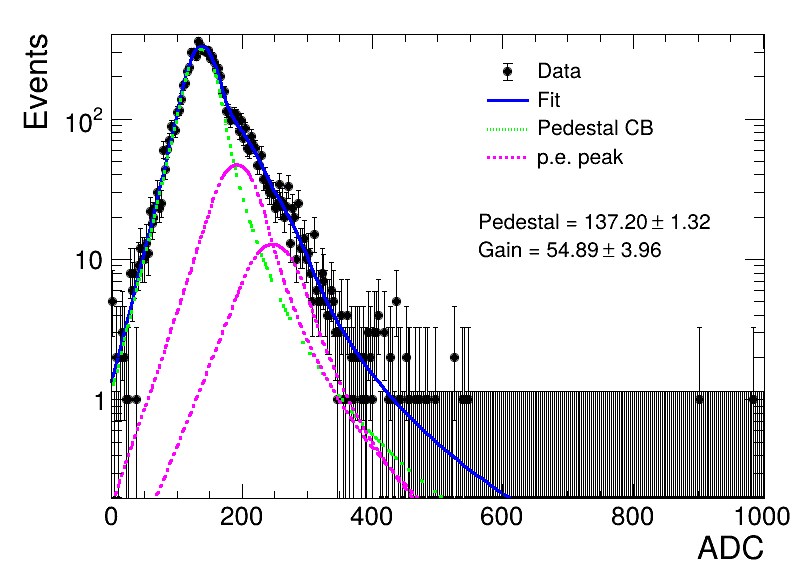 Events
10²
10
1
Data
Fit
Pedestal CB
p.e. peak
Pedestal = 137.20 ± 1.32
Gain = 54.89 ± 3.96
0 200 400 600 800 1000
ADC